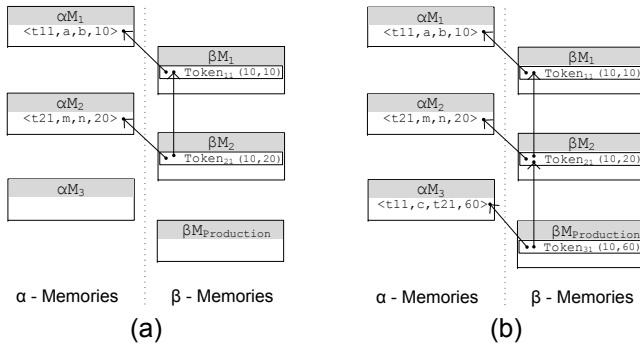 αM₁
<t11,a,b,10>
βM₁
Token₁₁(10,10)
αM₂
<t21,m,n,20>
βM₂
Token₂₁(10,20)
αM₃
βMProduction
α - Memories
β - Memories
(a)
αM₁
<t11,a,b,10>
βM₁
Token₁₁(10,10)
αM₂
<t21,m,n,20>
βM₂
Token₂₁(10,20)
αM₃
<t11,c,t21,60>
βMProduction
Token₃₁(10,60)
α - Memories
β - Memories
(b)